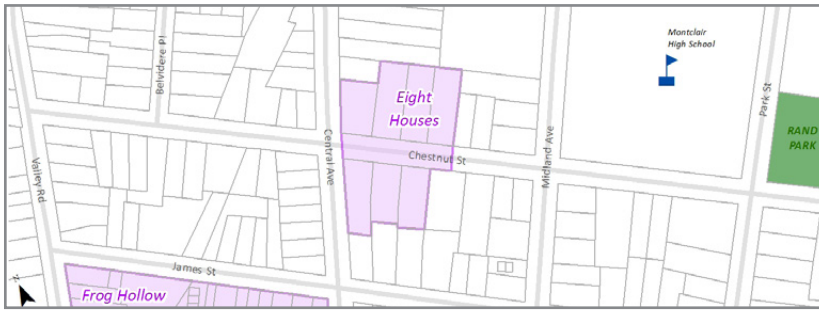 Montclair
High School
Belvidere Pl
Eight
Houses
Park St
RAND
PARK
Central Ave
Chestnut St
Midland Ave
Valley Rd
James St
N
Frog Hollow